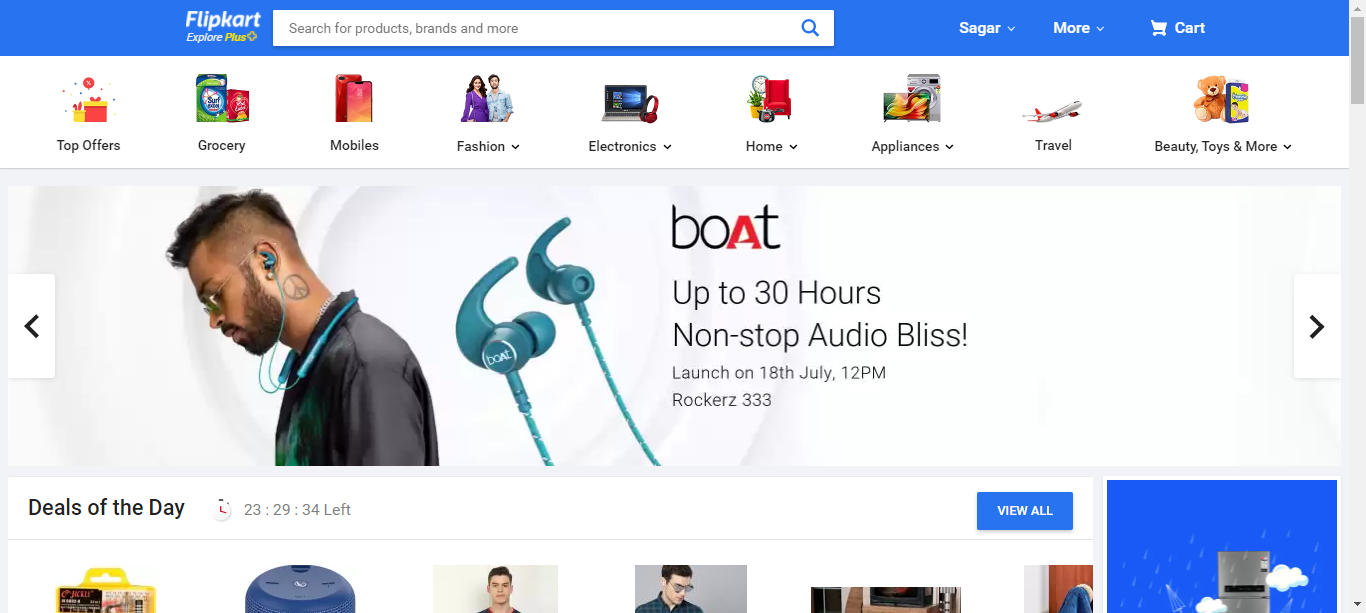 Flipkart
Explore Plus
Search for products, brands and more
Sagar
More
Cart
Top Offers
Grocery
Mobiles
Fashion
Electronics
Home
Appliances
Travel
Beauty, Toys & More
boAt
Up to 30 Hours
Non-stop Audio Bliss!
Launch on 18th July, 12PM
Rockerz 333
boAt
Deals of the Day
23 : 29 : 34 Left
VIEW ALL